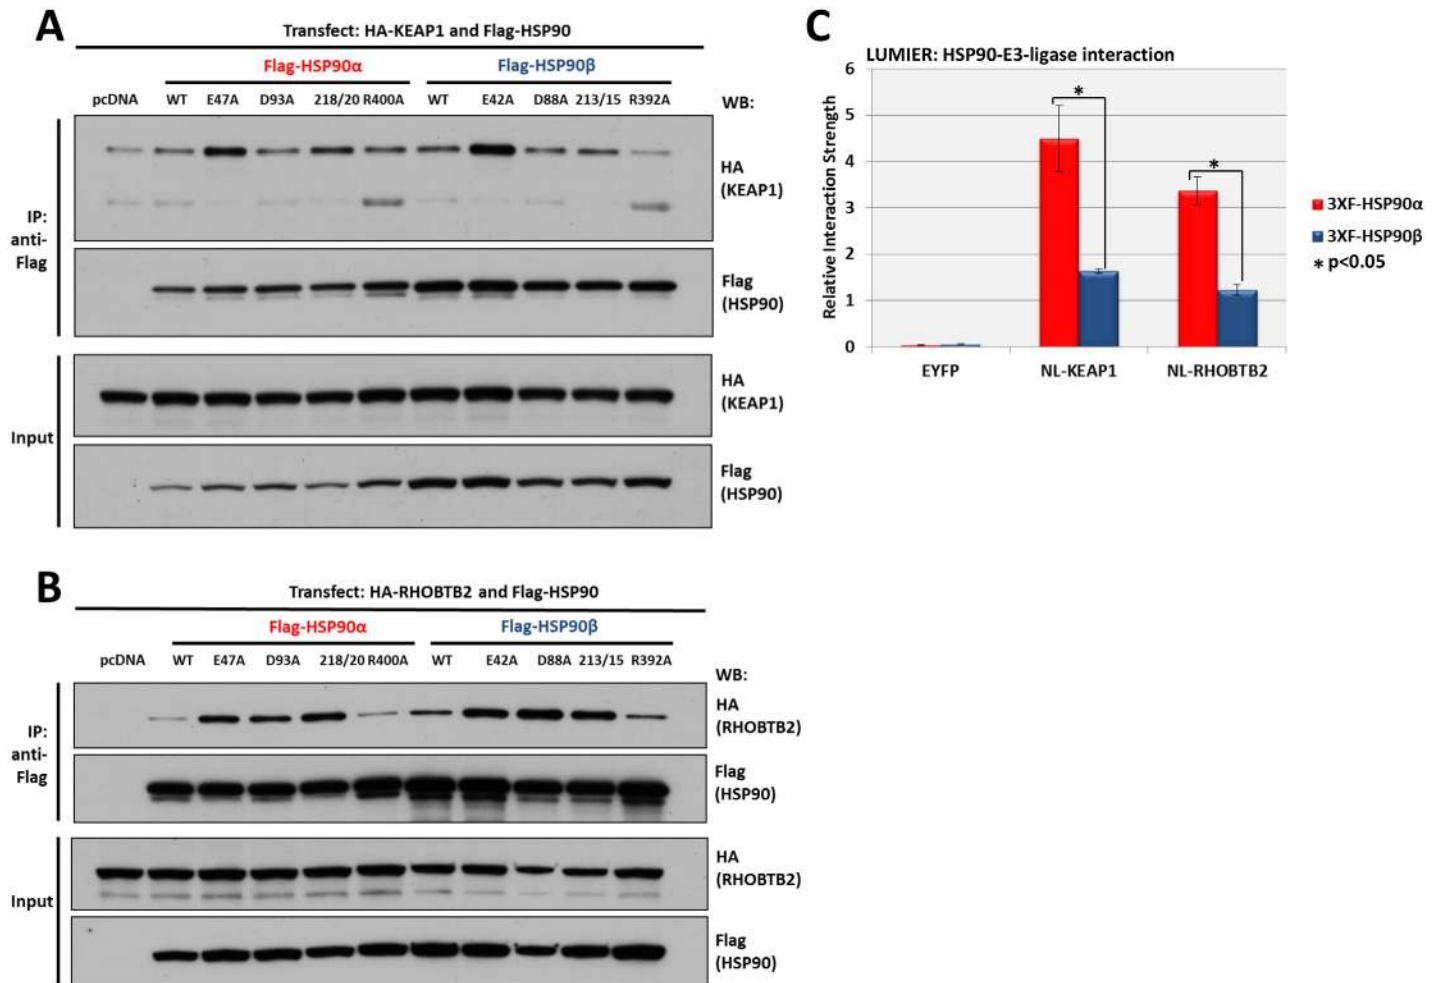 A
Transfect: HA-KEAP1 and Flag-HSP90
Flag-HSP90α Flag-HSP90β
pcDNA WT E47A D93A 218/20 R400A WT E42A D88A 213/15 R392A WB:
HA
(KEAP1)
IP:
anti-
Flag
Flag
(HSP90)
HA
(KEAP1)
Input
Flag
(HSP90)
B
Transfect: HA-RHOBTB2 and Flag-HSP90
Flag-HSP90α Flag-HSP90β
pcDNA WT E47A D93A 218/20 R400A WT E42A D88A 213/15 R392A
WB:
HA
(RHOBTB2)
IP:
anti-
Flag
Flag
(HSP90)
HA
(RHOBTB2)
Input
Flag
(HSP90)
C
LUMIER: HSP90-E3-ligase interaction
Relative Interaction Strength
6
5
4
3
2
1
0
*
*
EYFP NL-KEAP1 NL-RHOBTB2
3XF-HSP90α
3XF-HSP90β
* p<0.05